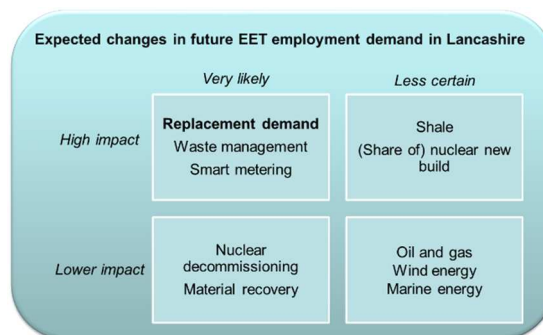 Expected changes in future EET employment demand in Lancashire
Very likely
Less certain
High impact
Replacement demand
Waste management
Smart metering
Shale
(Share of) nuclear new
build
Lower impact
Nuclear
decommissioning
Material recovery
Oil and gas
Wind energy
Marine energy